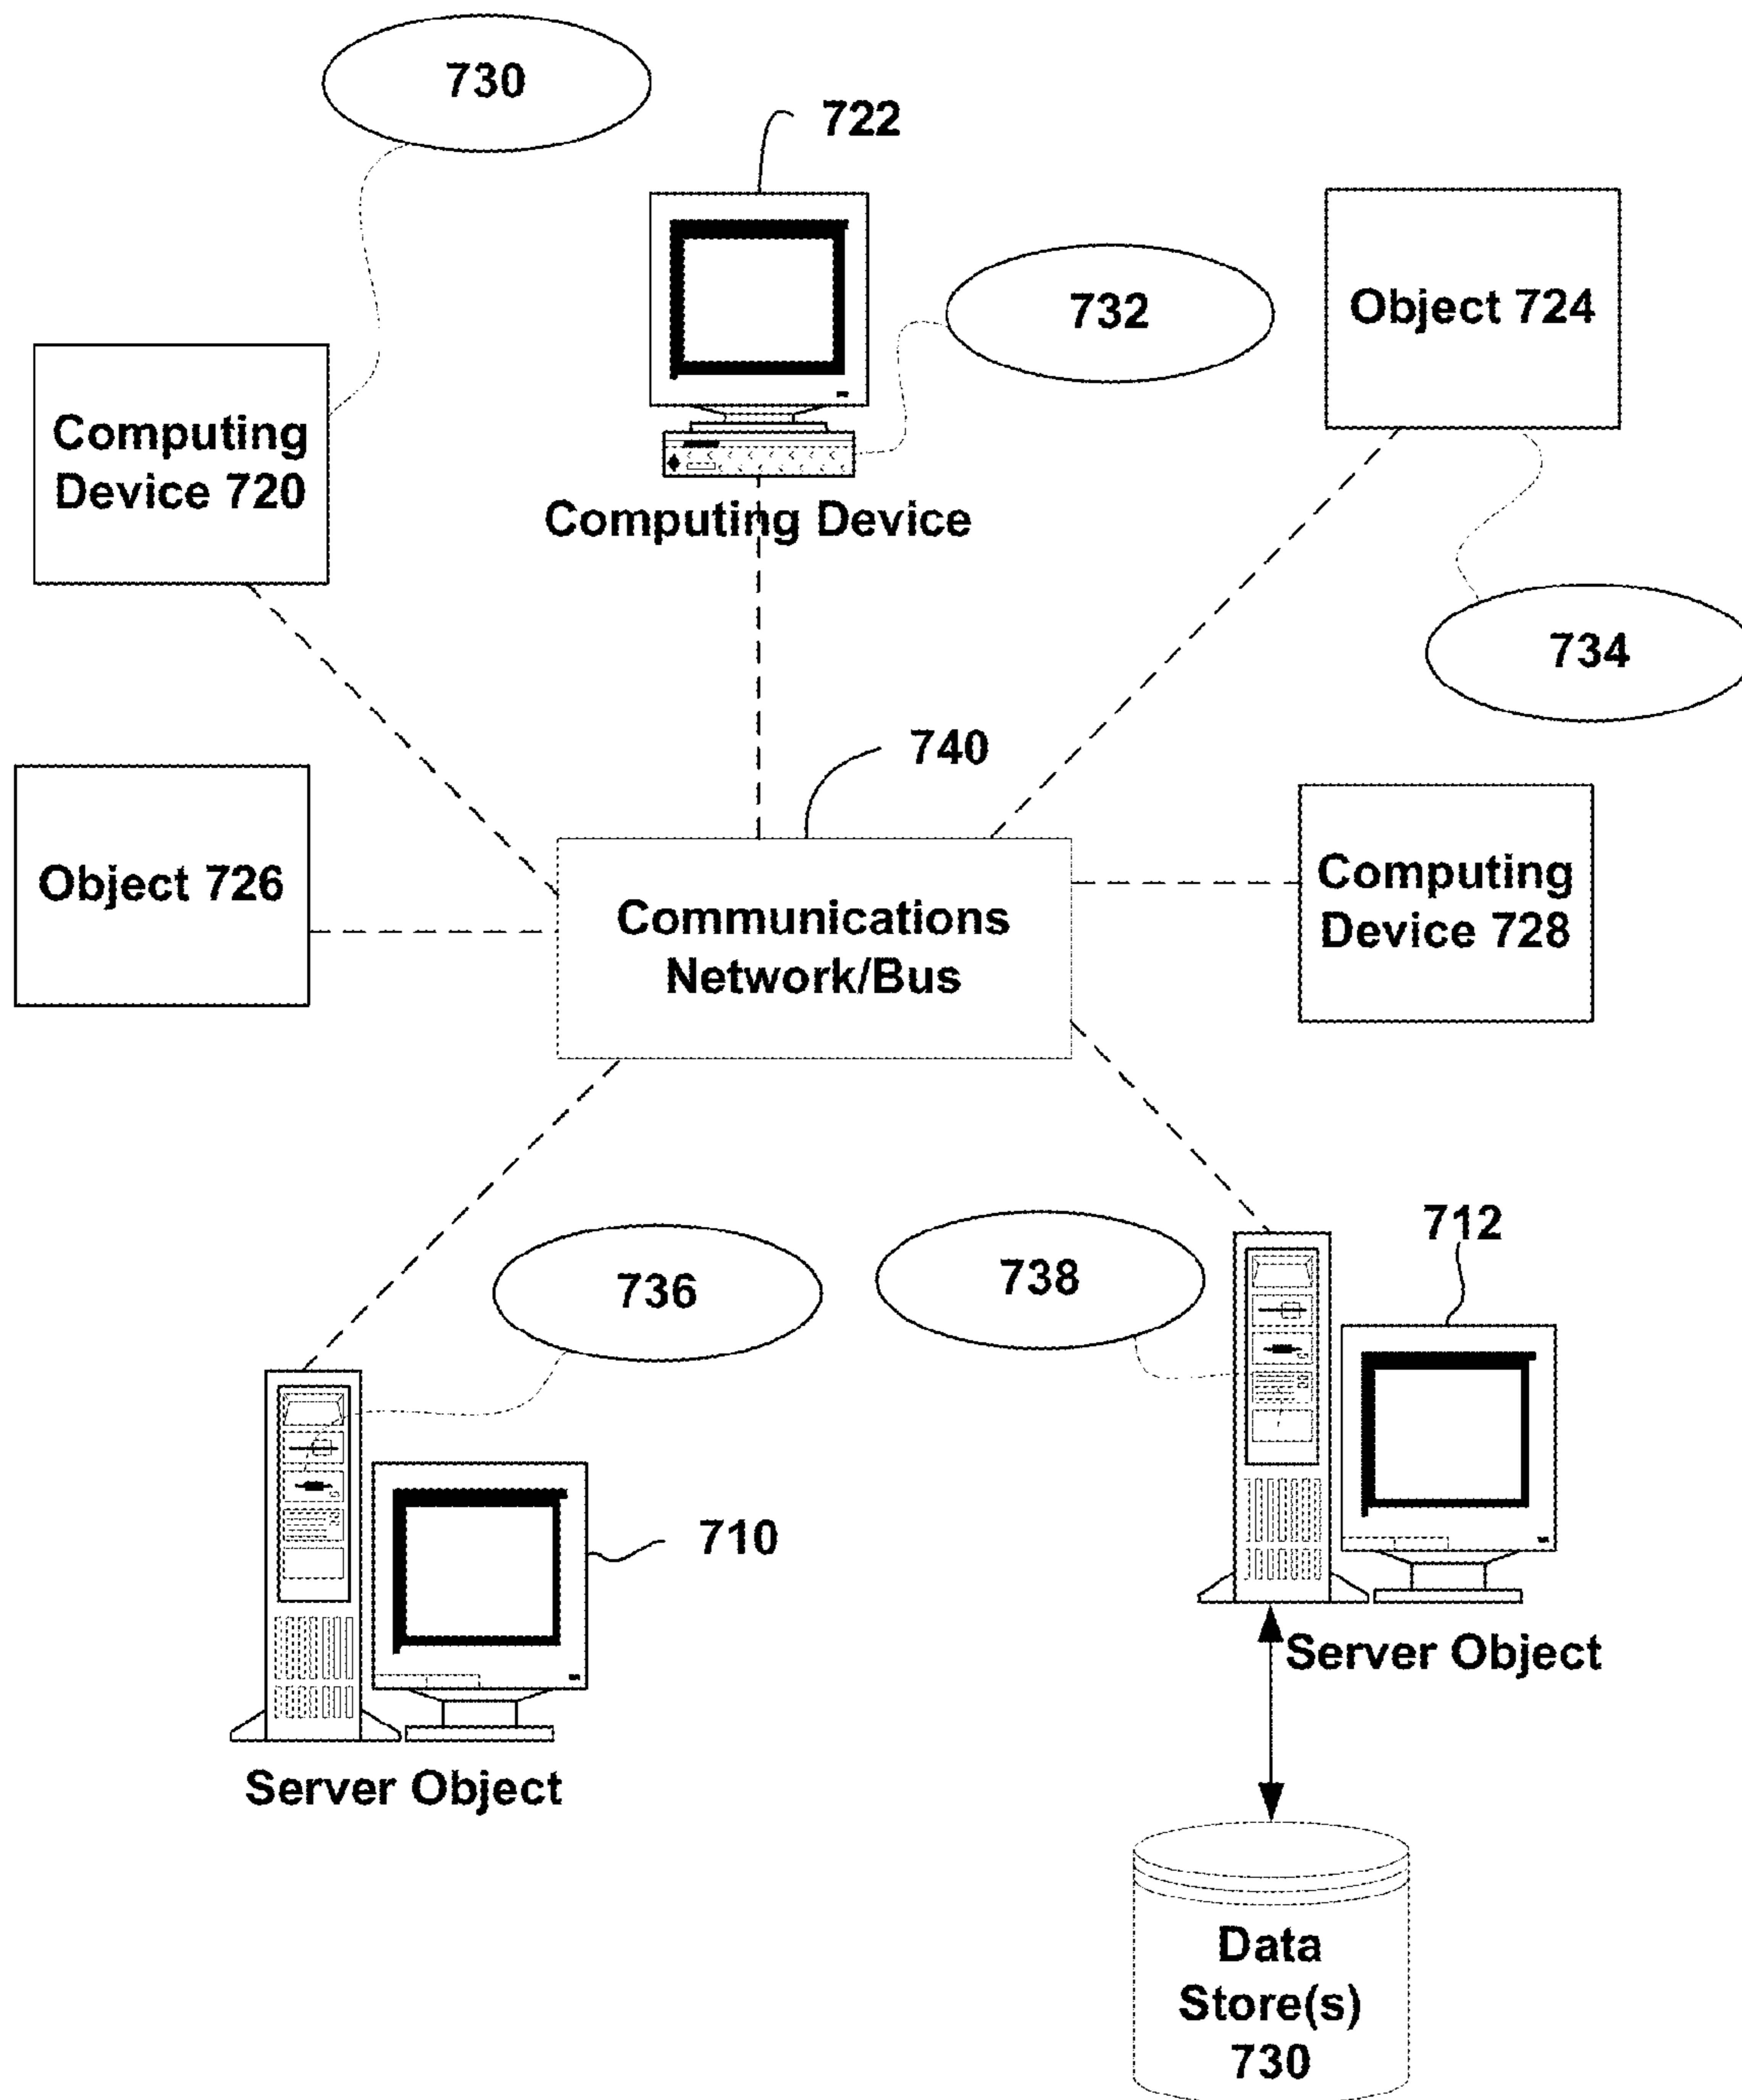 730
722
732
Object 724
Computing
Device 720
Computing Device
734
740
Object 726
Communications
Network/Bus
Computing
Device 728
736
738
712
710
Server Object
Server Object
Data
Store(s)
730